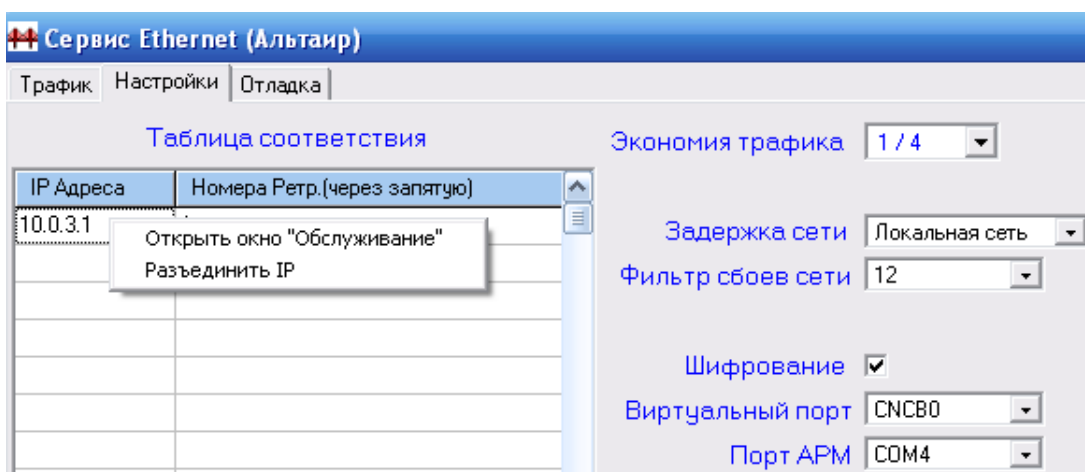 Сервис Ethernet (Альтаир)
Трафик Настройки Отладка
Таблица соответствия
IP Адреса Номера Ретр.(через запятую)
10.0.3.1
Открыть окно "Обслуживание"
Разъединить IP
Экономия трафика 1 / 4
Задержка сети Локальная сеть
Фильтр сбоев сети 12
Шифрование
Виртуальный порт CNCB0
Порт АРМ COM4